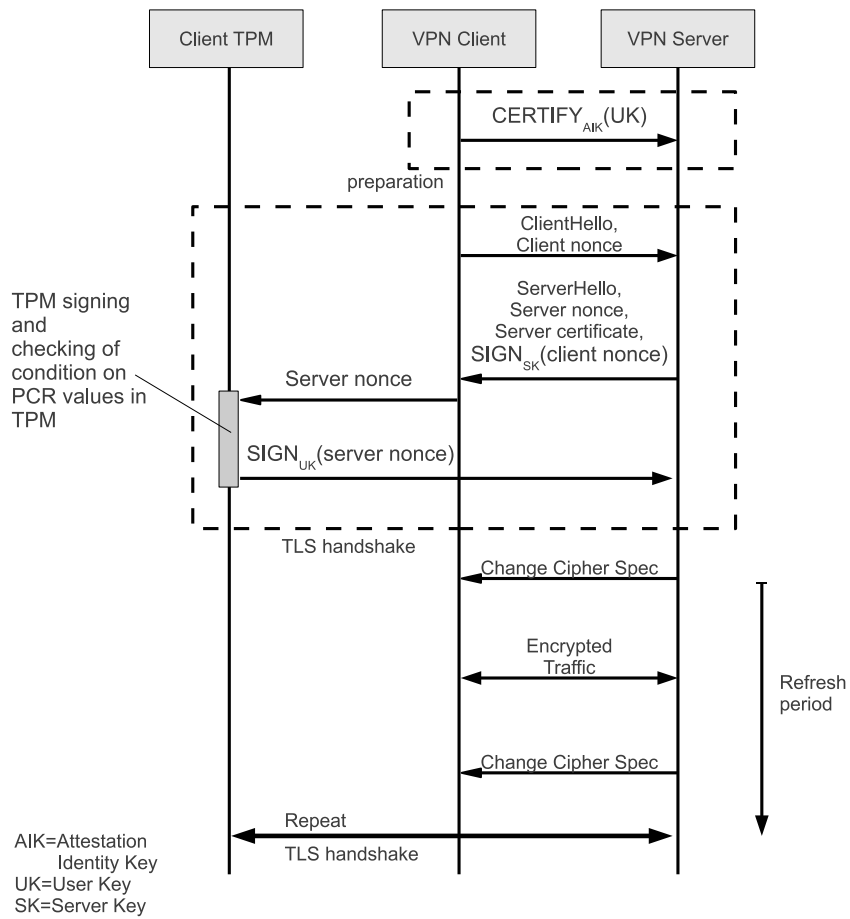 Client TPM
VPN Client
VPN Server
CERTIFY_AIK(UK)
preparation
ClientHello,
Client nonce
ServerHello,
Server nonce,
Server certificate,
SIGN_SK(client nonce)
TPM signing
and
checking of
condition on
PCR values in
TPM
Server nonce
SIGN_UK(server nonce)
TLS handshake
Change Cipher Spec
Encrypted
Traffic
Refresh
period
Change Cipher Spec
Repeat
TLS handshake
AIK=Attestation
Identity Key
UK=User Key
SK=Server Key